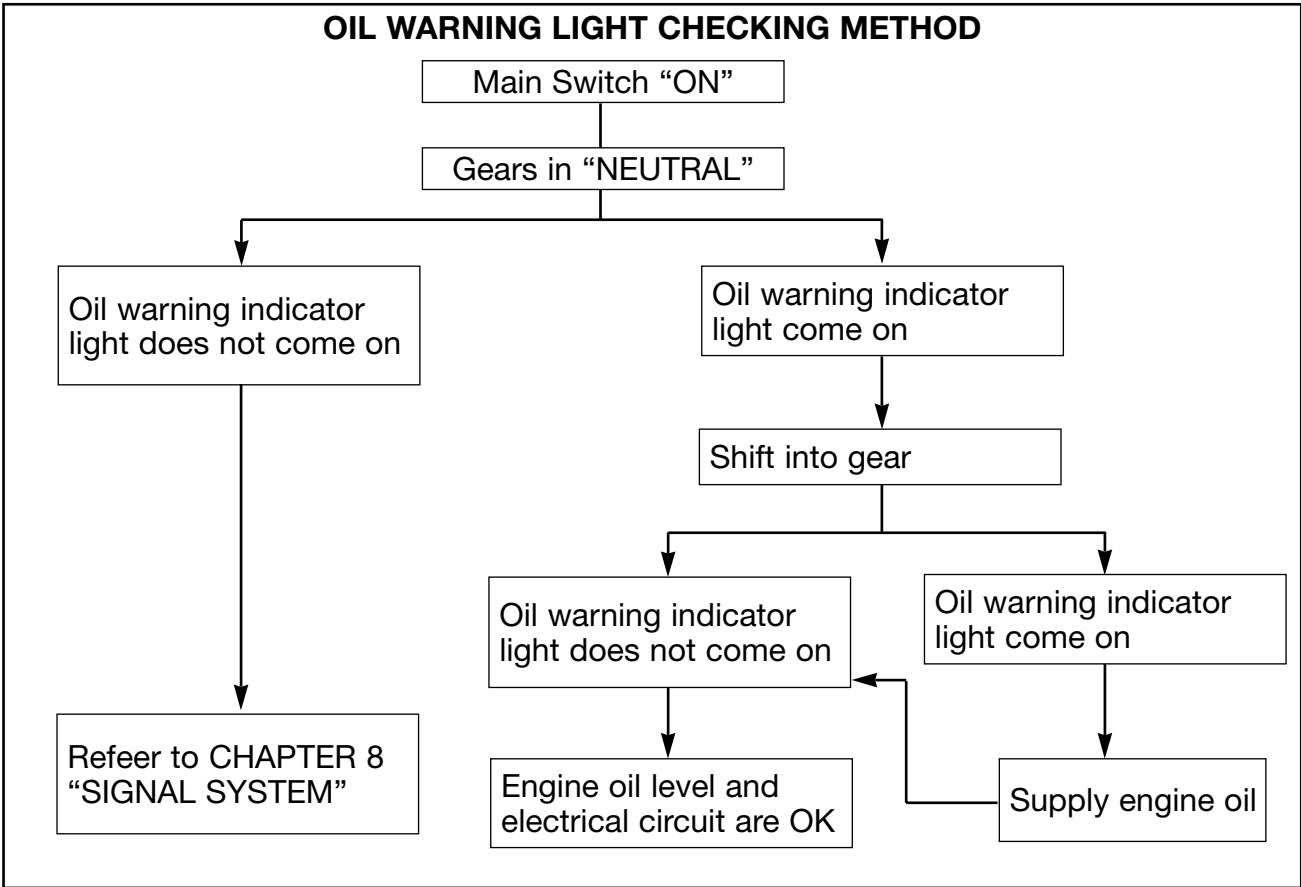 OIL WARNING LIGHT CHECKING METHOD
Main Switch “ON”
Gears in “NEUTRAL”
Oil warning indicator
light does not come on
Oil warning indicator
light come on
Shift into gear
Oil warning indicator
light does not come on
Oil warning indicator
light come on
Refeer to CHAPTER 8
“SIGNAL SYSTEM”
Engine oil level and
electrical circuit are OK
Supply engine oil